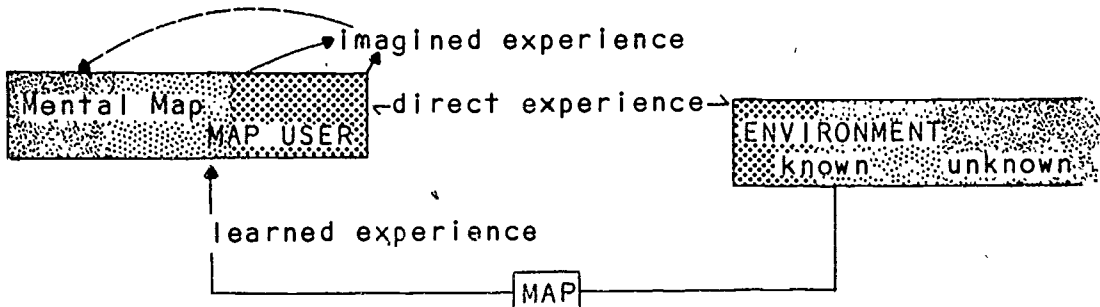 imagined experience
Mental Map
direct experience
MAP USER
ENVIRONMENT
known unknown
learned experience
MAP